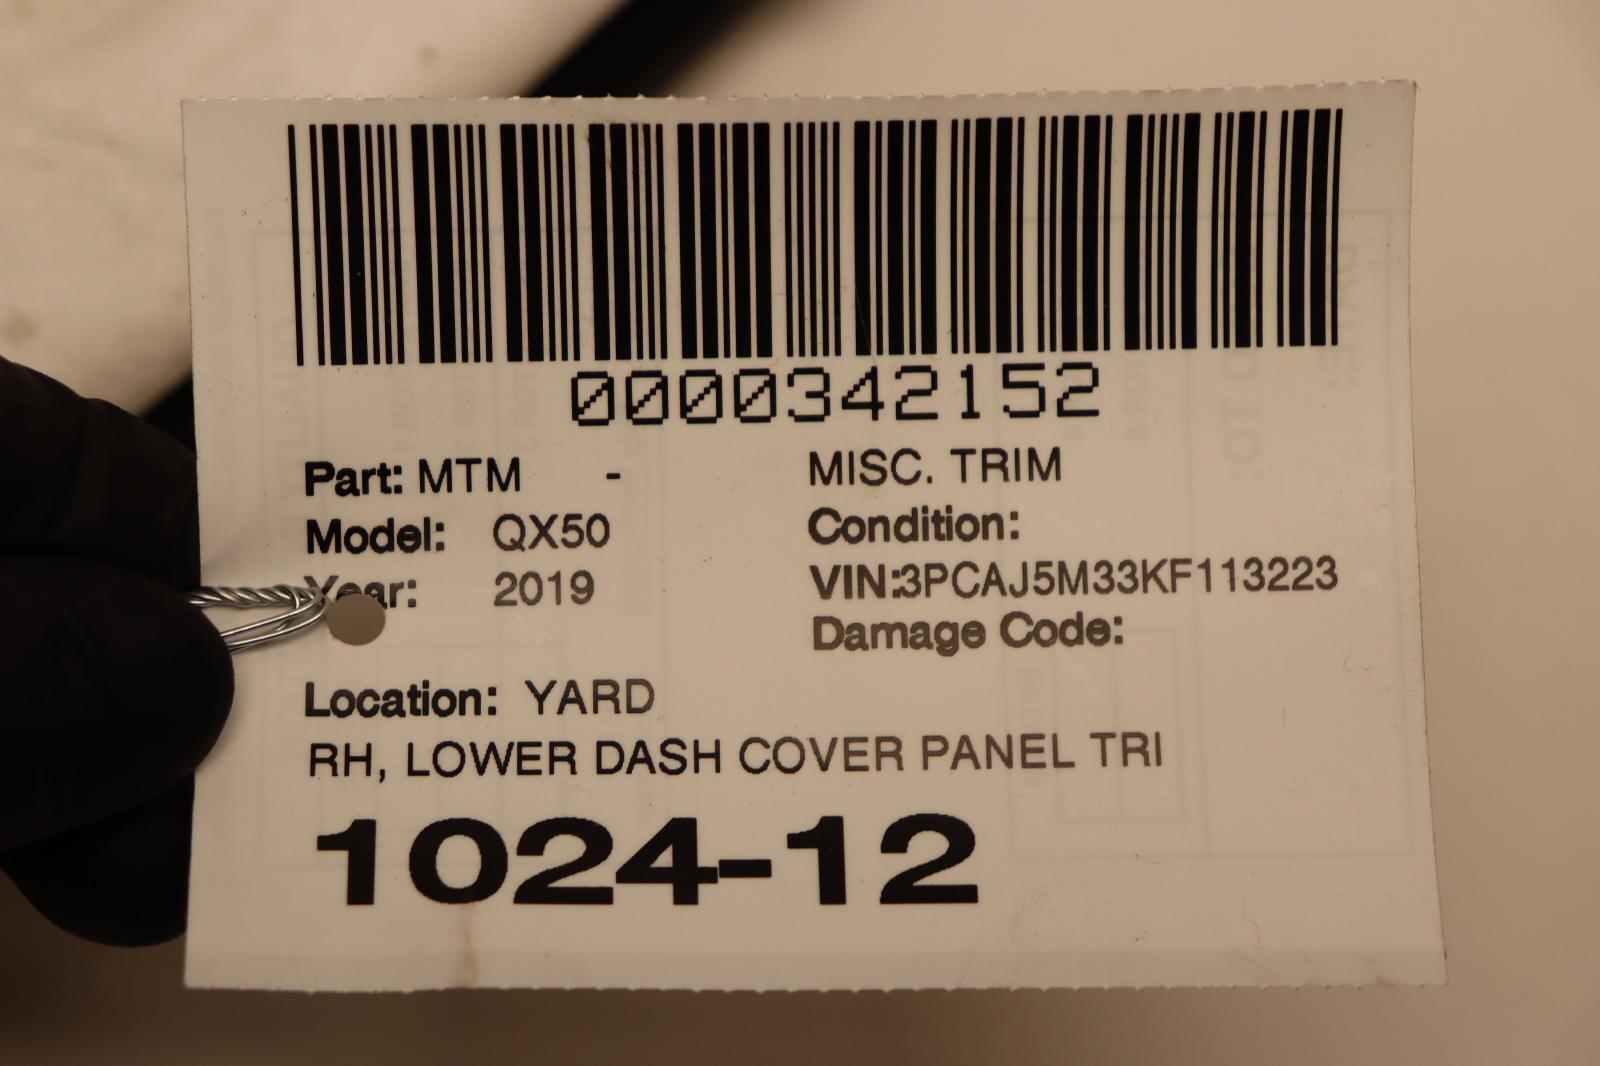 0000342152
Part: MTM - MISC. TRIM
Model: QX50 Condition:
Year: 2019 VIN:3PCAJ5M33KF113223
Damage Code:
Location: YARD
RH, LOWER DASH COVER PANEL TRI
1024-12